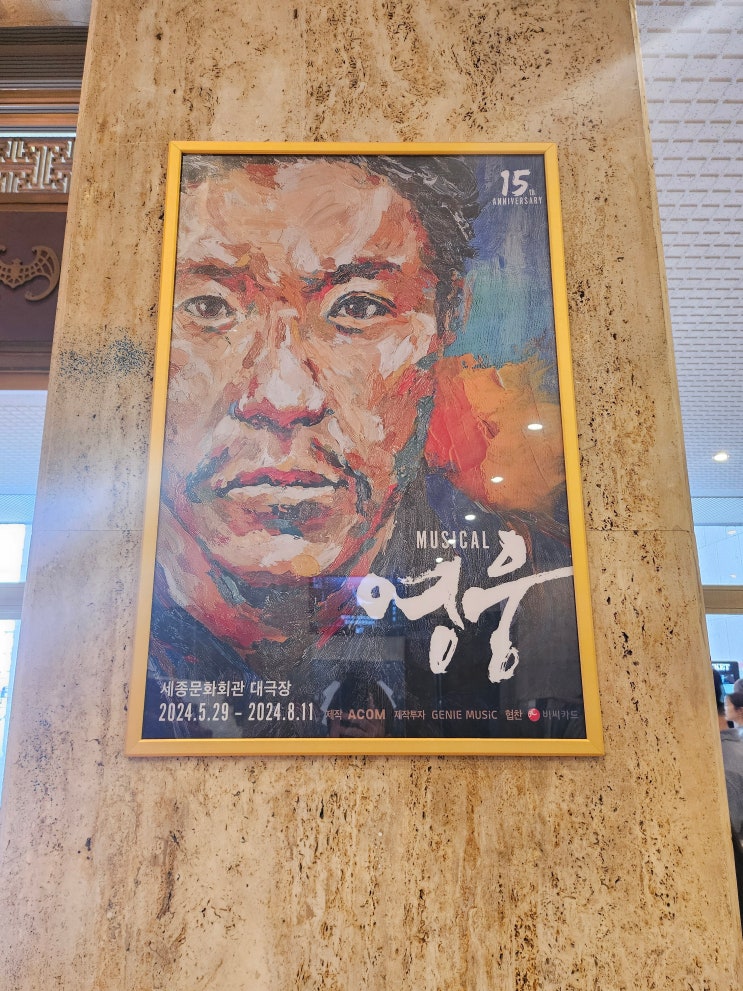 15th
ANNIVERSARY
MUSICAL
영웅
세종문화회관 대극장
2024.5.29 - 2024.8.11 제작 ACOM 제작투자 GENIE MUSIC 협찬 비씨카드